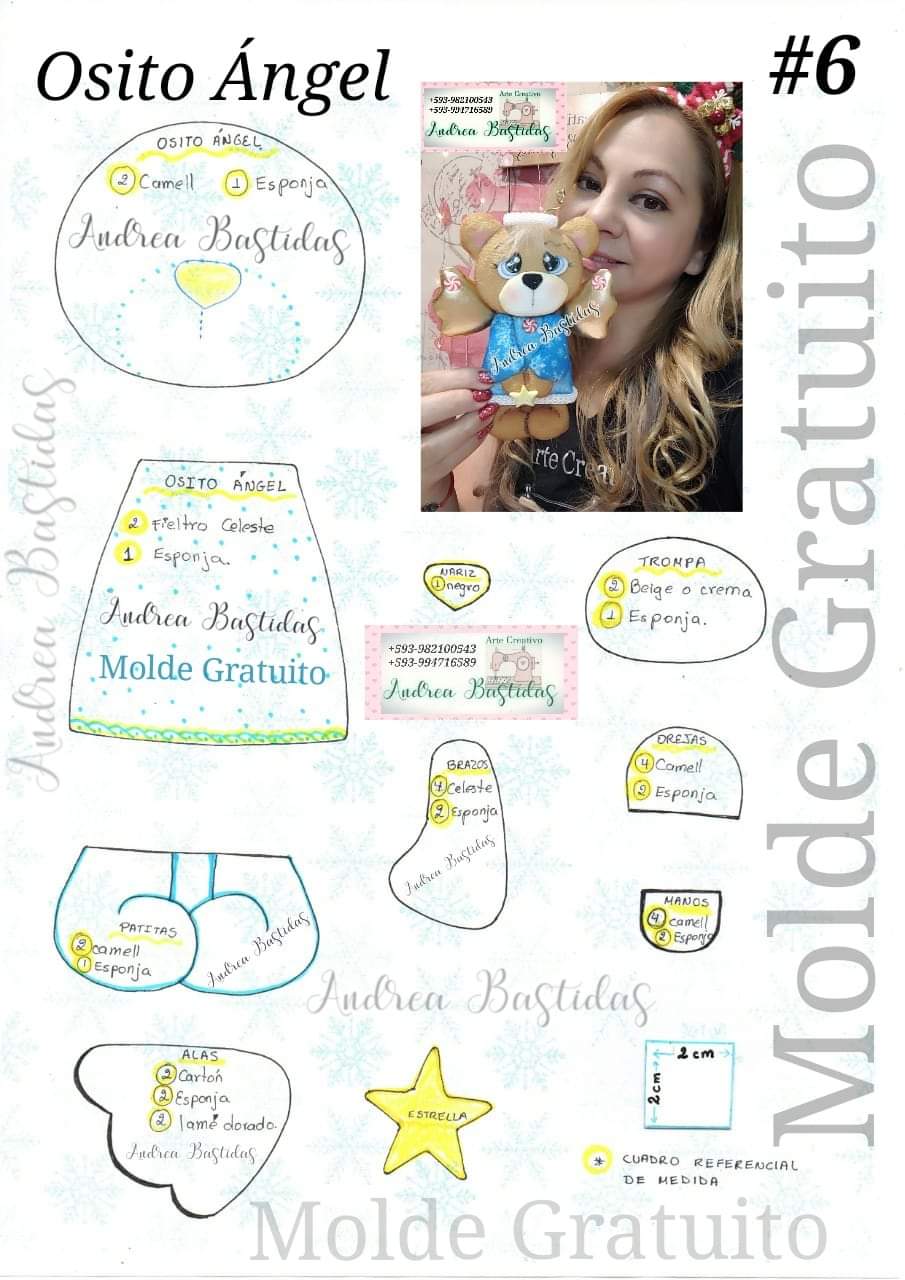 Osito Ángel
#6
OSITO ÁNGEL
2 Camell 1 Esponja
Andrea Bastidas
Arte Creativo
+593-982100543
+593-994716589
Andrea Bastidas
Andrea Bastidas
rte Crea
OSITO ÁNGEL
2 Fieltro Celeste
1 Esponja.
Andrea Bastidas
Molde Gratuito
NARIZ
1 negro
TROMPA
2 Beige o crema
1 Esponja.
Arte Creativo
+593-982100543
+593-994716589
Andrea Bastidas
BRAZOS
4 Celeste
2 Esponja
Andrea Bastidas
OREJAS
4 Camell
2 Esponja
PATITAS
2 camell
1 Esponja
Andrea Bastidas
MANOS
4 camell
2 Esponja
Andrea Bastidas
ALAS
2 Cartón
2 Esponja
2 lamé dorado.
Andrea Bastidas
ESTRELLA
2 cm
2 cm
* CUADRO REFERENCIAL
DE MEDIDA
Andrea Bastidas
Molde Gratuito
Molde Gratuito